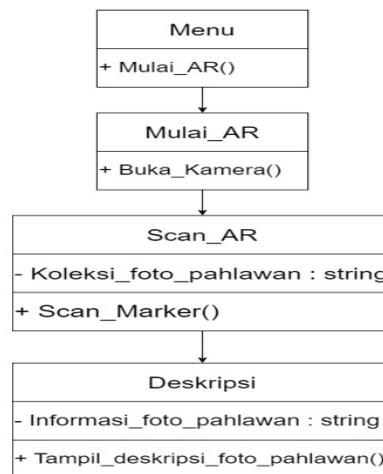 Menu
+ Mulai_AR()
Mulai_AR
+ Buka_Kamera()
Scan_AR
- Koleksi_foto_pahlawan : string
+ Scan_Marker()
Deskripsi
- Informasi_foto_pahlawan : string
+ Tampil_deskripsi_foto_pahlawan()